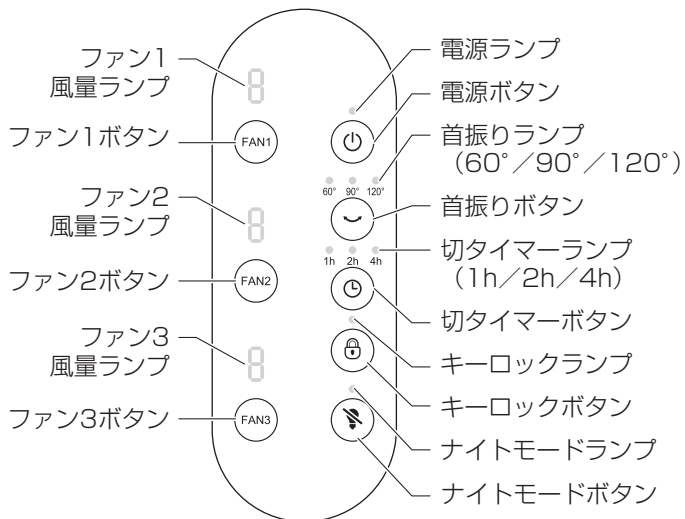 ファン1
風量ランプ
ファン1ボタン
FAN1
ファン2
風量ランプ
ファン2ボタン
FAN2
ファン3
風量ランプ
ファン3ボタン
FAN3
電源ランプ
電源ボタン
首振りランプ
（60°／90°／120°）
60° 90° 120°
首振りボタン
切タイマーランプ
（1h／2h／4h）
1h 2h 4h
切タイマーボタン
キーロックランプ
キーロックボタン
ナイトモードランプ
ナイトモードボタン